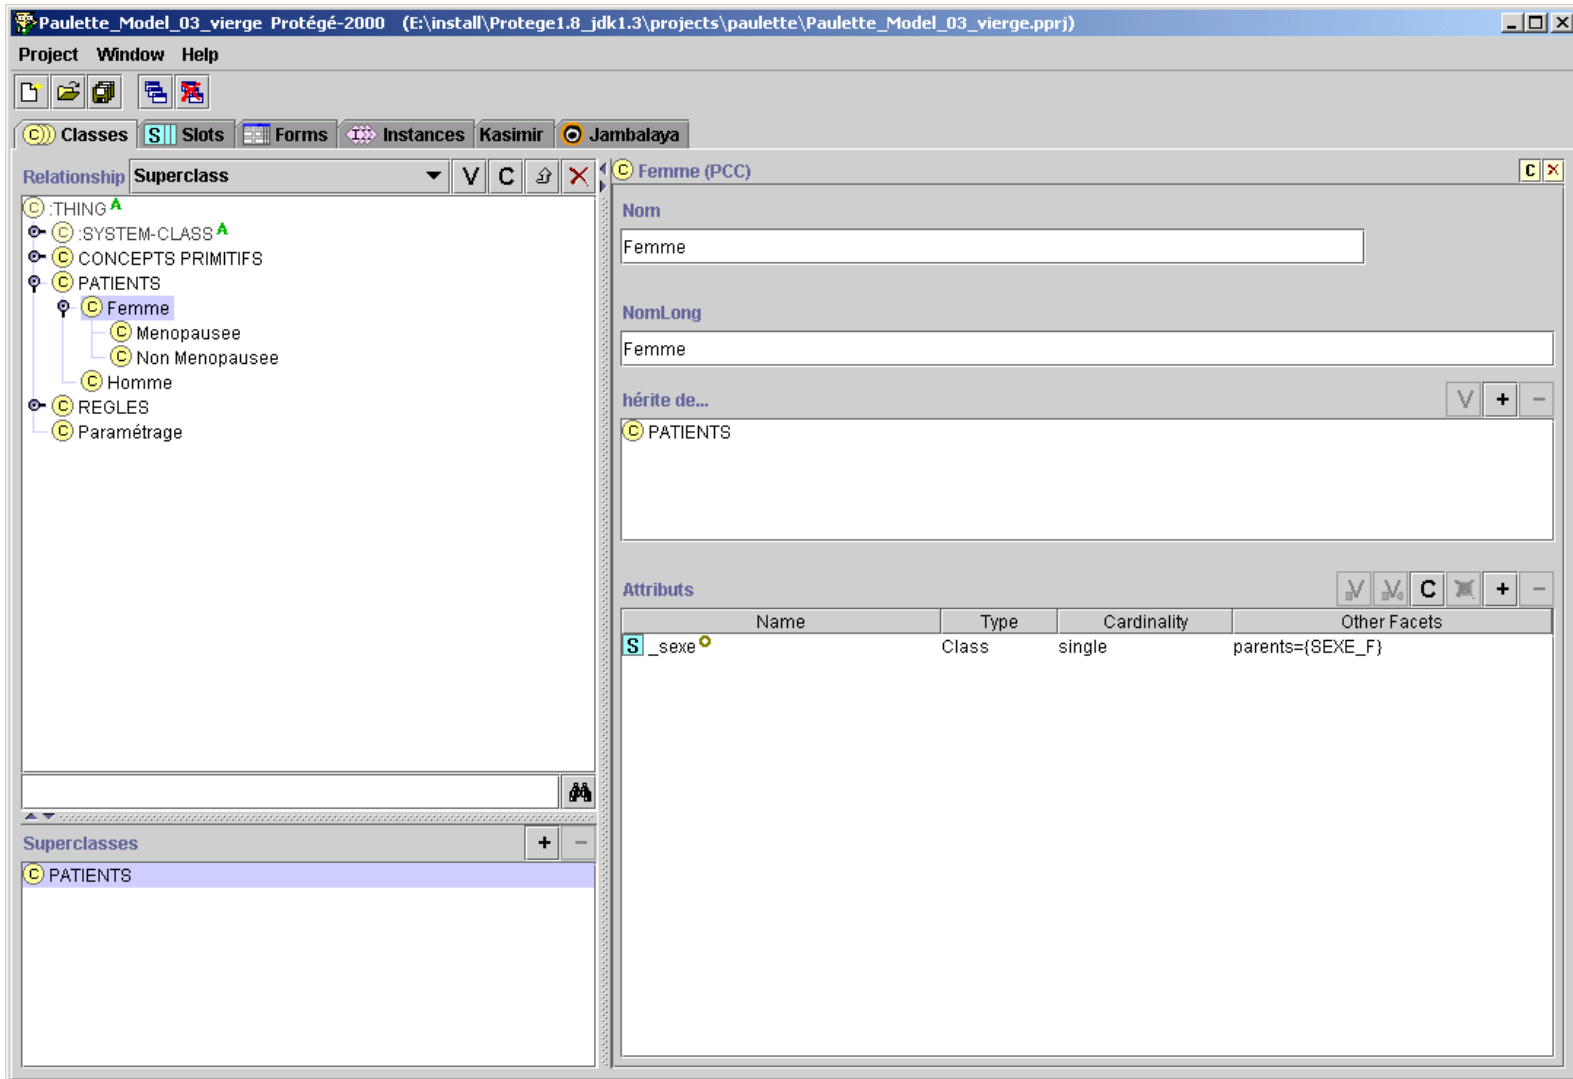 Paulette_Model_03_vierge Protégé-2000 (E:\install\Protege1.8_jdk1.3\projects\paulette\Paulette_Model_03_vierge.pprj)
Project Window Help
C Classes S Slots Forms I Instances Kasimir Jambalaya
Relationship Superclass V C
C :THING A
C :SYSTEM-CLASS A
C CONCEPTS PRIMITIFS
C PATIENTS
C Femme
C Menopausee
C Non Menopausee
C Homme
C REGLES
C Paramétrage
Superclasses + −
C PATIENTS
C Femme (PCC) C ×
Nom
Femme
NomLong
Femme
hérite de... V + −
C PATIENTS
Attributs V V C + −
Name Type Cardinality Other Facets
S _sexe Class single parents={SEXE_F}